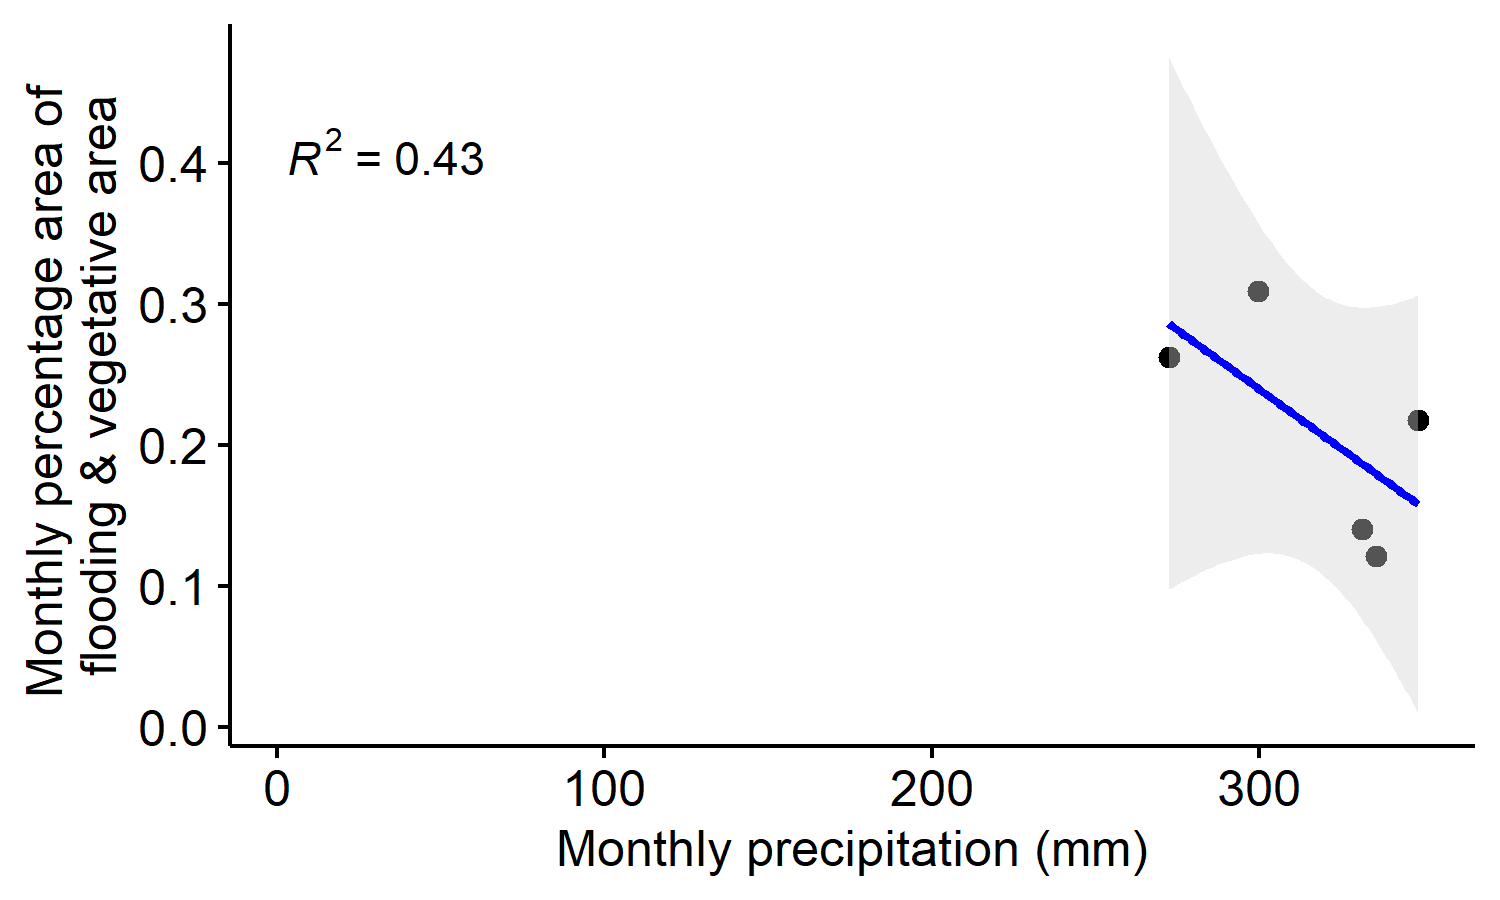 Monthly percentage area of
flooding & vegetative area
R² = 0.43
0.4
0.3
0.2
0.1
0.0
0 100 200 300
Monthly precipitation (mm)